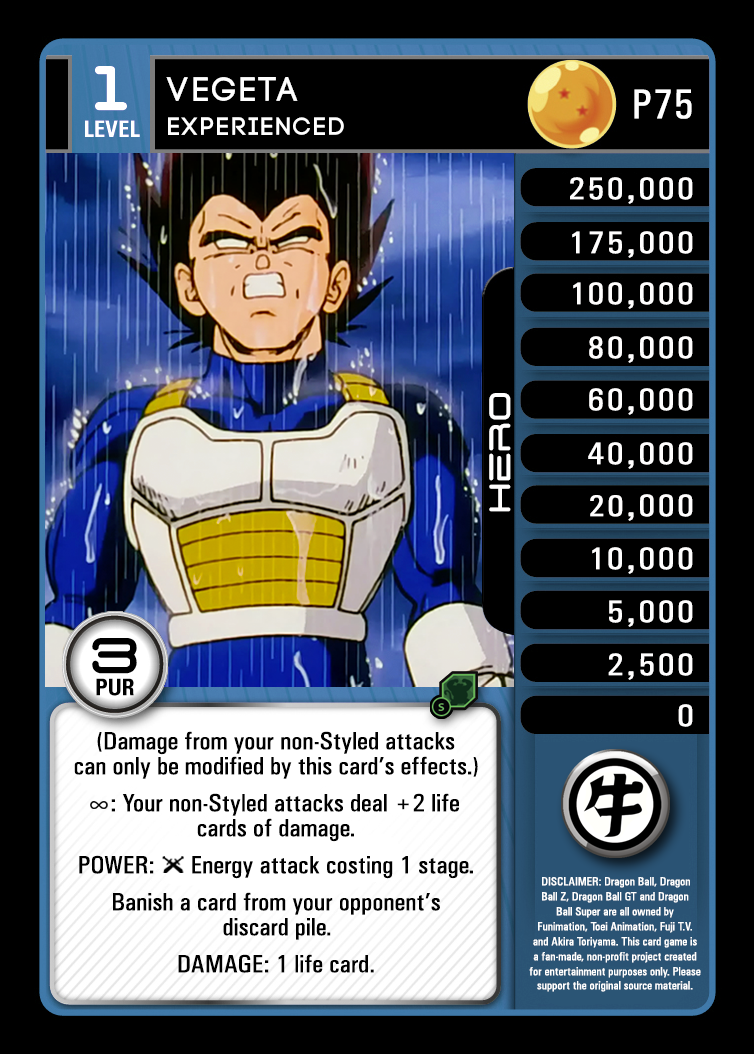 1
LEVEL
VEGETA
EXPERIENCED
P75
250,000
175,000
100,000
80,000
60,000
40,000
20,000
10,000
5,000
2,500
0
HERO
3
PUR
S
(Damage from your non-Styled attacks
can only be modified by this card's effects.)
∞: Your non-Styled attacks deal +2 life
cards of damage.
POWER: Energy attack costing 1 stage.
Banish a card from your opponent's
discard pile.
DAMAGE: 1 life card.
牛
DISCLAIMER: Dragon Ball, Dragon
Ball Z, Dragon Ball GT and Dragon
Ball Super are all owned by
Funimation, Toei Animation, Fuji T.V.
and Akira Toriyama. This card game is
a fan-made, non-profit project created
for entertainment purposes only. Please
support the original source material.